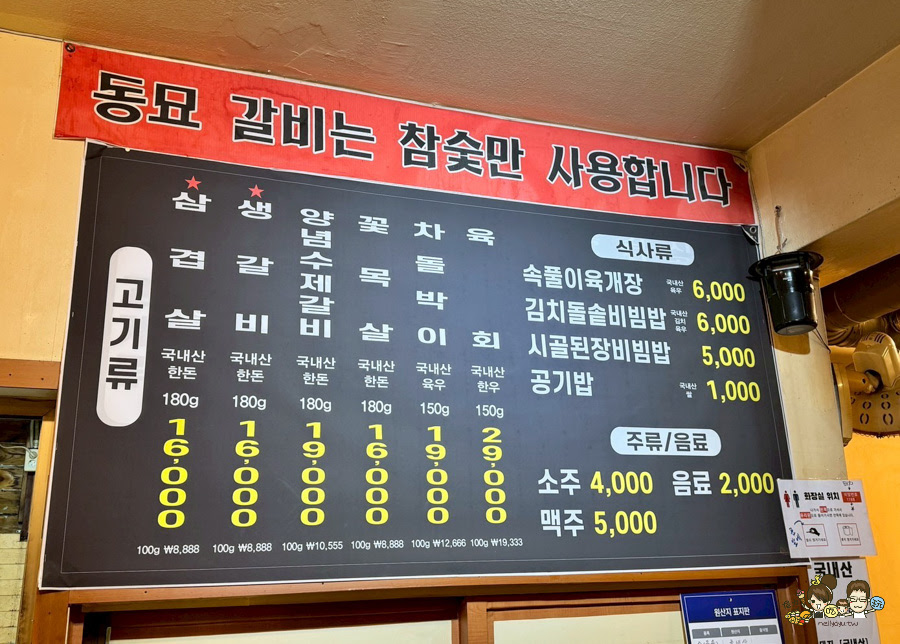 동묘 갈비는 참숯만 사용합니다
고기류
삼겹살
국내산
한돈
180g
16,000
100g ₩8,888
생갈비
국내산
한돈
180g
16,000
100g ₩8,888
양념수제갈비
국내산
한돈
180g
19,000
100g ₩10,555
꽃목살
국내산
한돈
180g
16,000
100g ₩8,888
차돌박이
국내산
육우
150g
19,000
100g ₩12,666
육회
국내산
한우
150g
29,000
100g ₩19,333
식사류
속풀이육개장 국내산 육우 6,000
김치돌솥비빔밥 국내산 김치 육우 6,000
시골된장비빔밥 5,000
공기밥 국내산 쌀 1,000
주류/음료
소주 4,000 음료 2,000
맥주 5,000
화장실 위치
국내산
원산지 표지판
neilyoyu.tw